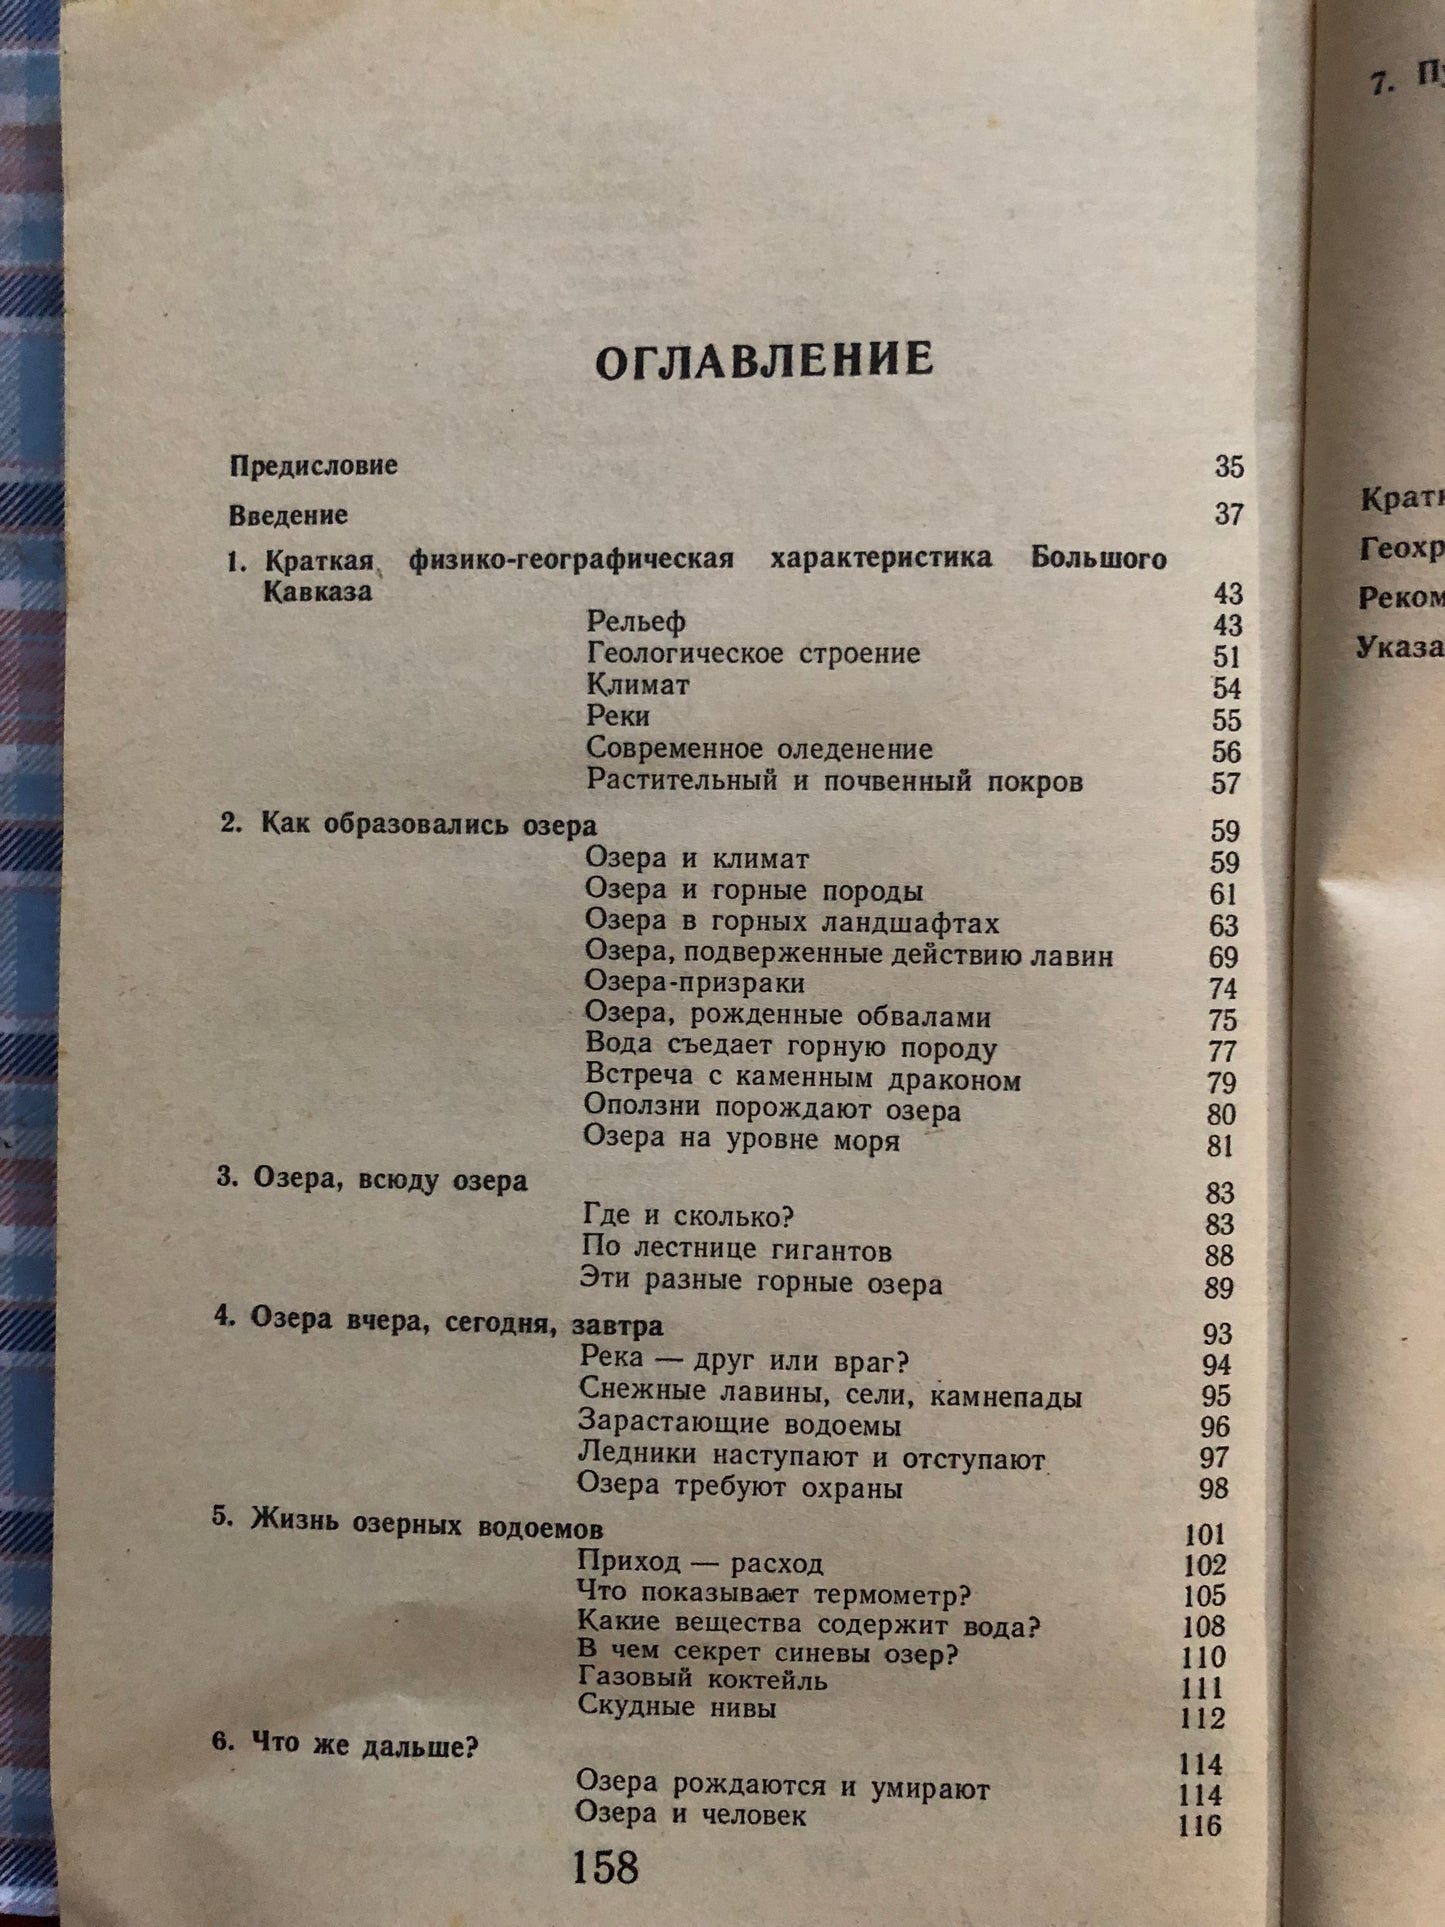 ОГЛАВЛЕНИЕ
Предисловие 35
Введение 37
1. Краткая физико-географическая характеристика Большого
Кавказа 43
Рельеф 43
Геологическое строение 51
Климат 54
Реки 55
Современное оледенение 56
Растительный и почвенный покров 57
2. Как образовались озера 59
Озера и климат 59
Озера и горные породы 61
Озера в горных ландшафтах 63
Озера, подверженные действию лавин 69
Озера-призраки 74
Озера, рожденные обвалами 75
Вода съедает горную породу 77
Встреча с каменным драконом 79
Оползни порождают озера 80
Озера на уровне моря 81
3. Озера, всюду озера 83
Где и сколько? 83
По лестнице гигантов 88
Эти разные горные озера 89
4. Озера вчера, сегодня, завтра 93
Река — друг или враг? 94
Снежные лавины, сели, камнепады 95
Зарастающие водоемы 96
Ледники наступают и отступают 97
Озера требуют охраны 98
5. Жизнь озерных водоемов 101
Приход — расход 102
Что показывает термометр? 105
Какие вещества содержит вода? 108
В чем секрет синевы озер? 110
Газовый коктейль 111
Скудные нивы 112
6. Что же дальше? 114
Озера рождаются и умирают 114
Озера и человек 116
158
7.